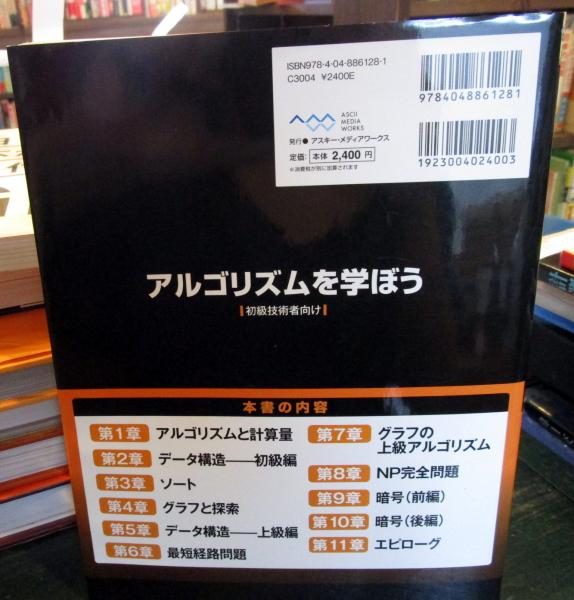 ISBN978-4-04-886128-1
C3004 ¥2400E
9784048861281
ASCII
MEDIA
WORKS
発行●アスキー・メディアワークス
定価: 本体 2,400 円
※消費税が別に加算されます
1923004024003
アルゴリズムを学ぼう
初級技術者向け
本書の内容
第1章 アルゴリズムと計算量
第2章 データ構造――初級編
第3章 ソート
第4章 グラフと探索
第5章 データ構造――上級編
第6章 最短経路問題
第7章 グラフの
上級アルゴリズム
第8章 NP完全問題
第9章 暗号(前編)
第10章 暗号(後編)
第11章 エピローグ